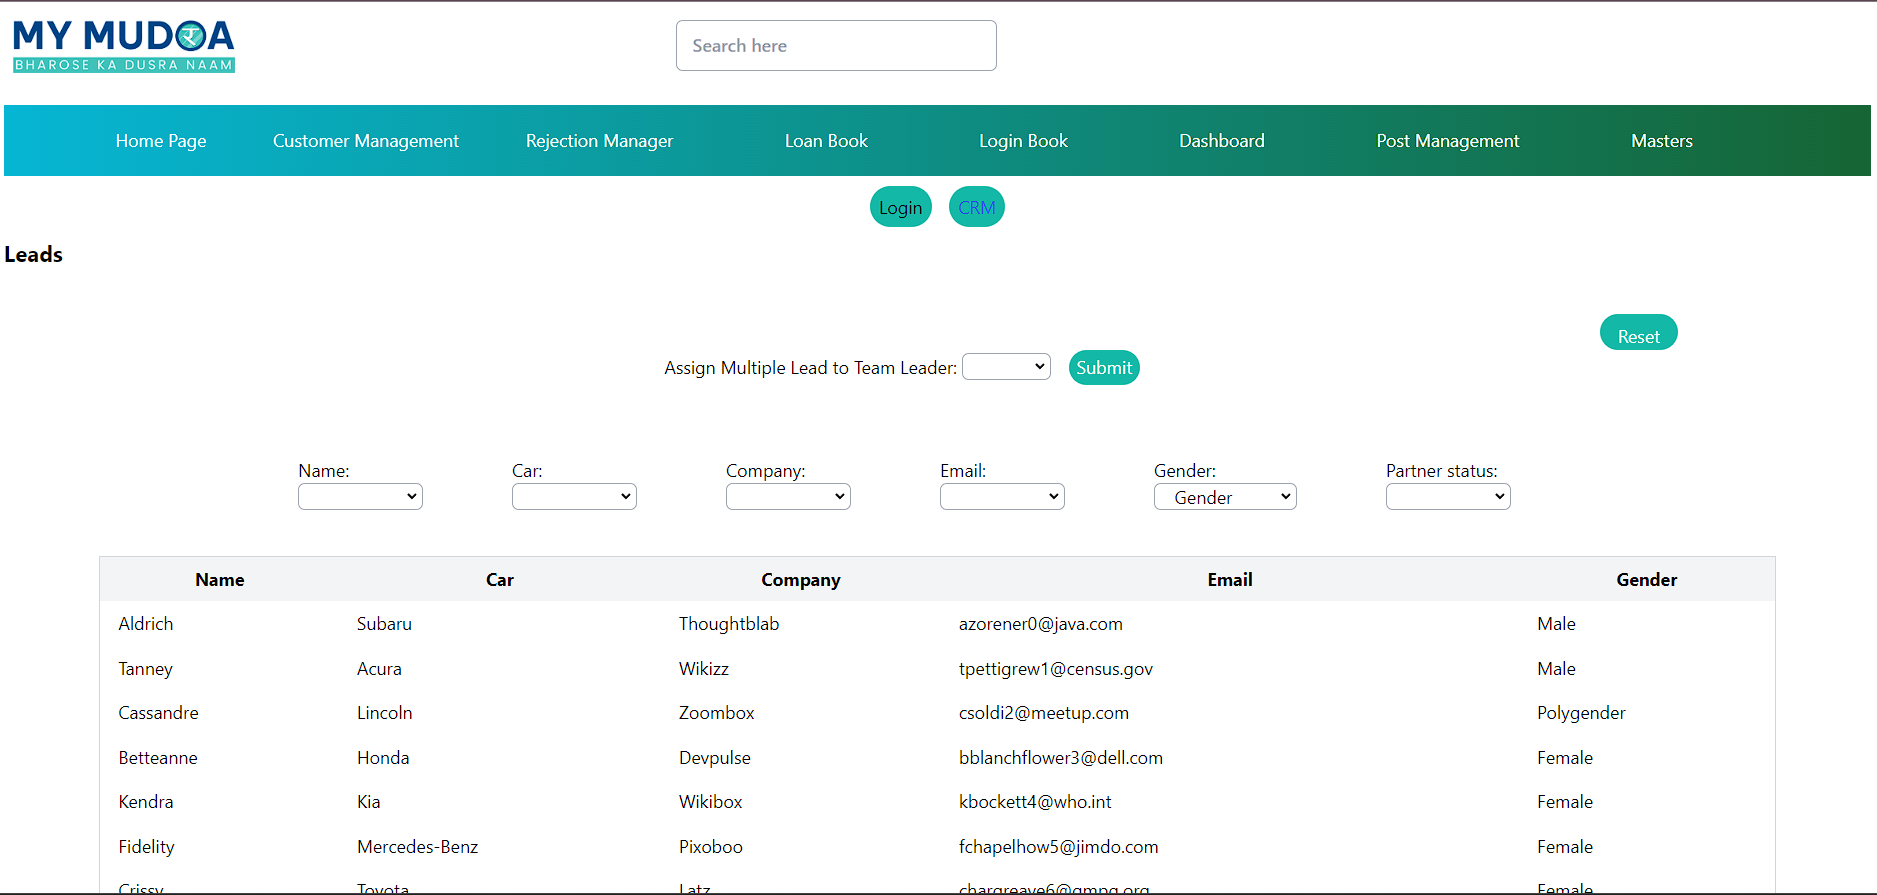 MY MUDRA
BHAROSE KA DUSRA NAAM
Search here
Home Page Customer Management Rejection Manager Loan Book Login Book Dashboard Post Management Masters
Login CRM
Leads
Reset
Assign Multiple Lead to Team Leader: Submit
Name: Car: Company: Email: Gender: Partner status:
Gender
Name Car Company Email Gender
Aldrich Subaru Thoughtblab azorener0@java.com Male
Tanney Acura Wikizz tpettigrew1@census.gov Male
Cassandre Lincoln Zoombox csoldi2@meetup.com Polygender
Betteanne Honda Devpulse bblanchflower3@dell.com Female
Kendra Kia Wikibox kbockett4@who.int Female
Fidelity Mercedes-Benz Pixoboo fchapelhow5@jimdo.com Female
Crissy Toyota Latz chargreave6@gmpg.org Female